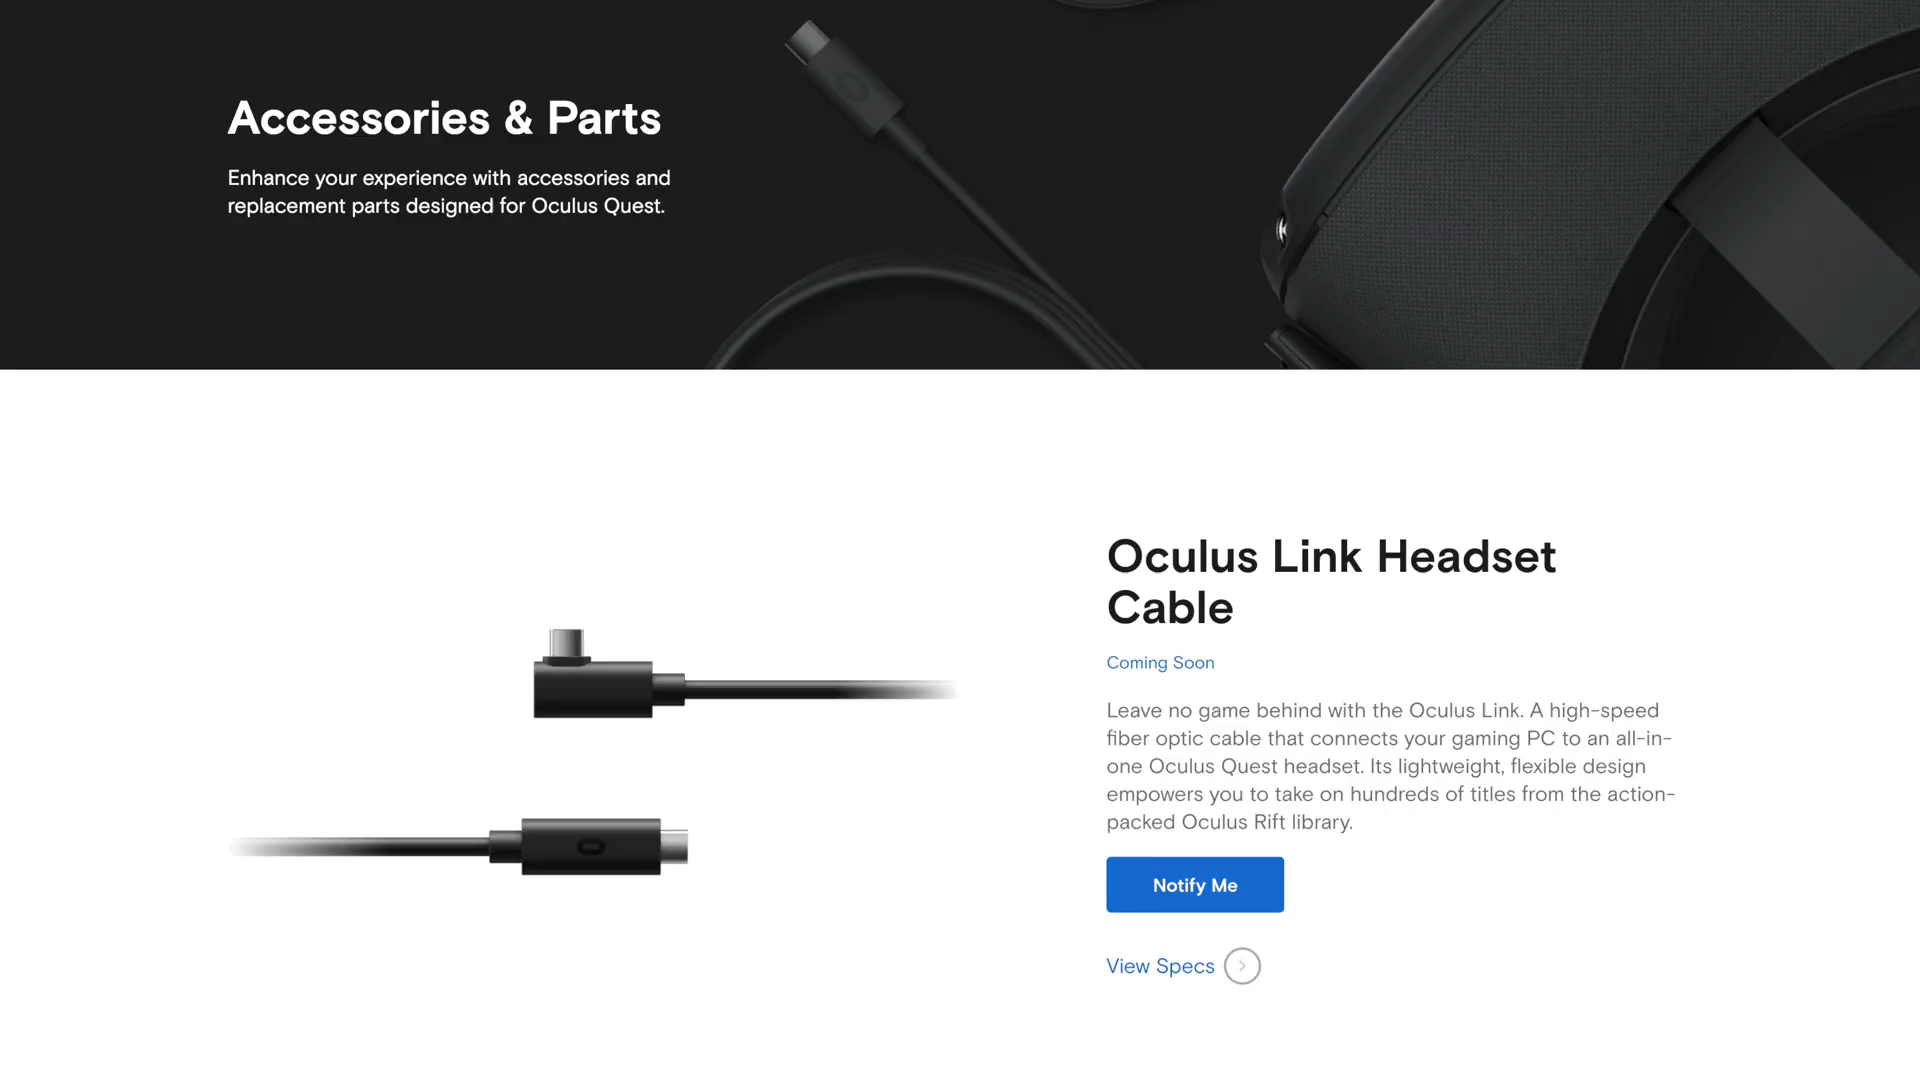 Accessories & Parts
Enhance your experience with accessories and
replacement parts designed for Oculus Quest.
Oculus Link Headset
Cable
Coming Soon
Leave no game behind with the Oculus Link. A high-speed
fiber optic cable that connects your gaming PC to an all-in-
one Oculus Quest headset. Its lightweight, flexible design
empowers you to take on hundreds of titles from the action-
packed Oculus Rift library.
Notify Me
View Specs